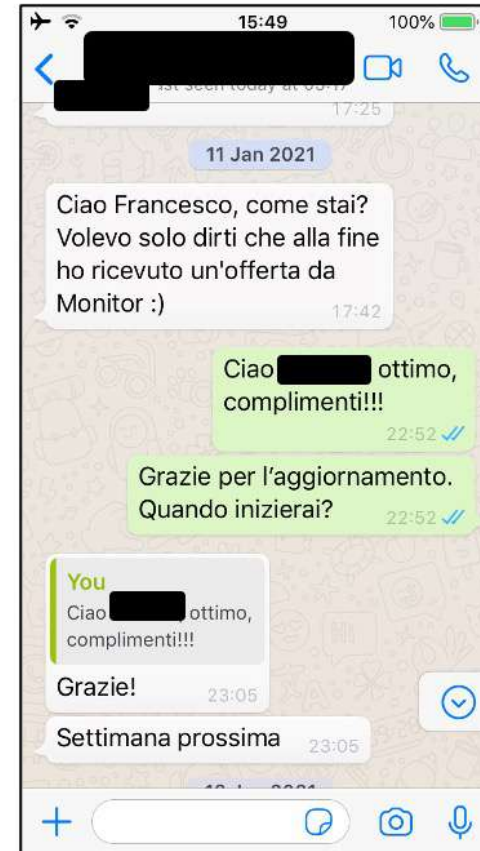 15:49
100%
17:25
11 Jan 2021
Ciao Francesco, come stai?
Volevo solo dirti che alla fine
ho ricevuto un'offerta da
Monitor :)
17:42
Ciao ottimo,
complimenti!!!
22:52
Grazie per l’aggiornamento.
Quando inizierai?
22:52
You
Ciao ottimo,
complimenti!!!
Grazie!
23:05
Settimana prossima
23:05